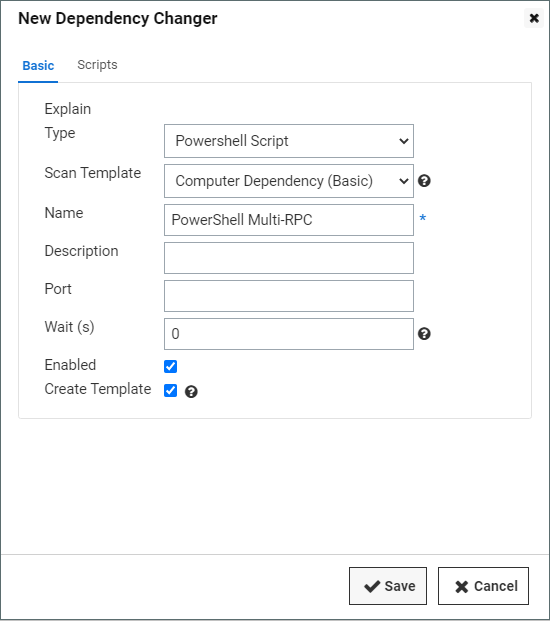 New Dependency Changer
Basic Scripts
Explain
Type Powershell Script
Scan Template Computer Dependency (Basic)
Name PowerShell Multi-RPC *
Description
Port
Wait (s) 0
Enabled
Create Template
Save Cancel